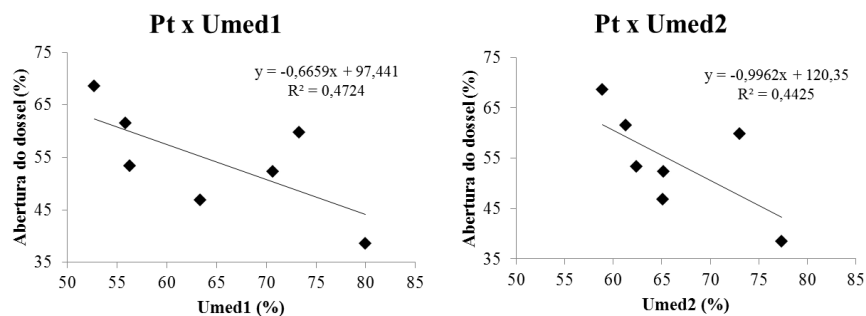 Pt x Umed1
y = -0,6659x + 97,441
R² = 0,4724
Abertura do dossel (%)
75
65
55
45
35
50 55 60 65 70 75 80 85
Umed1 (%)
Pt x Umed2
y = -0,9962x + 120,35
R² = 0,4425
Abertura do dossel (%)
75
65
55
45
35
50 55 60 65 70 75 80 85
Umed2 (%)